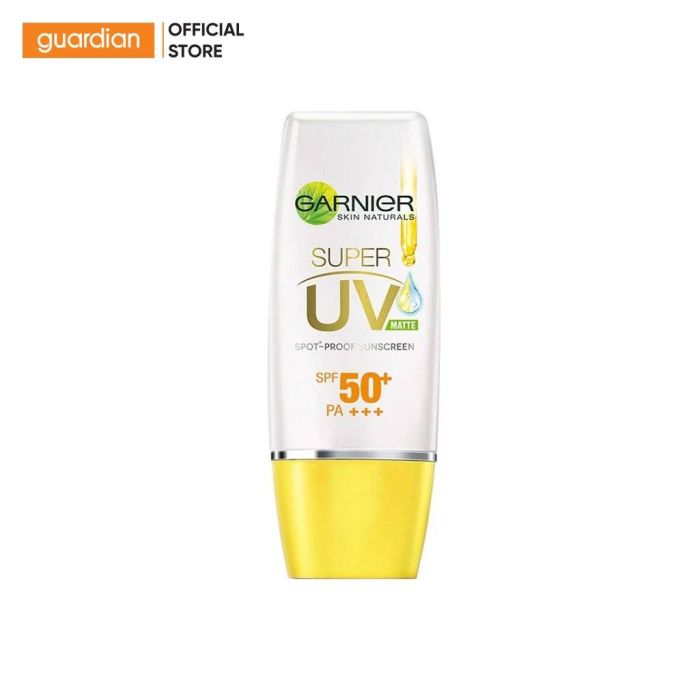 guardian
OFFICIAL
STORE
GARNIER
SKIN NATURALS
SUPER
UV
MATTE
SPOT-PROOF SUNSCREEN
SPF 50+
PA +++